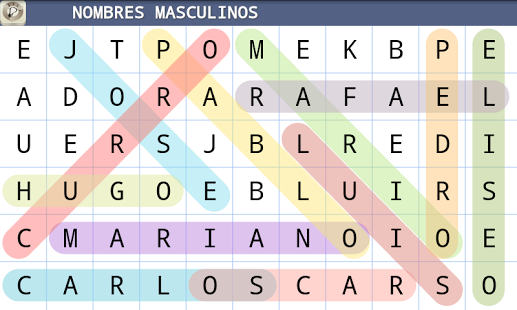 NOMBRES MASCULINOS
E J T P O M E K B P E
A D O R A R A F A E L
U E R S J B L R E D I
H U G O E B L U I R S
C M A R I A N O I O E
C A R L O S C A R S O